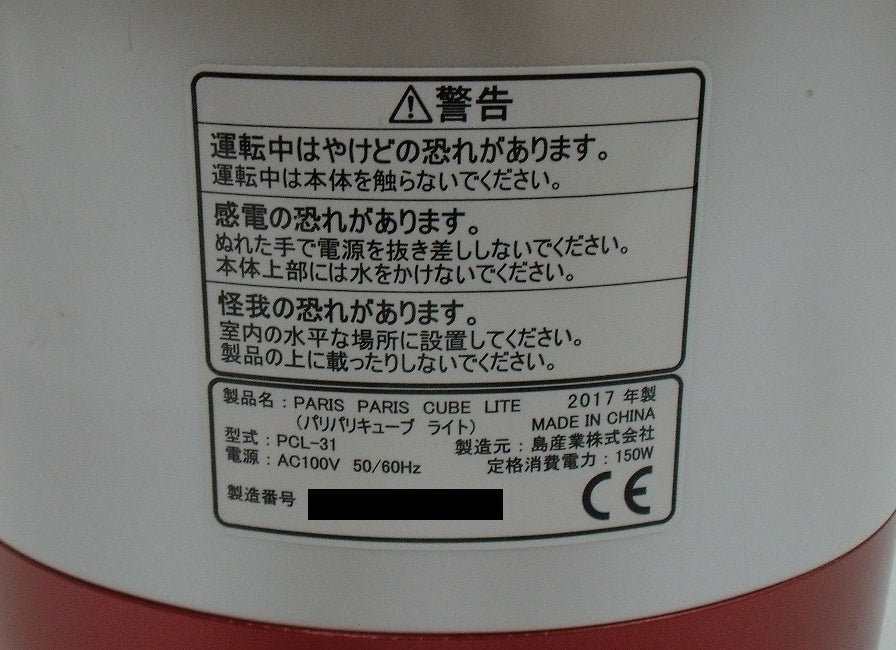 警告
運転中はやけどの恐れがあります。
運転中は本体を触らないでください。
感電の恐れがあります。
ぬれた手で電源を抜き差ししないでください。
本体上部には水をかけないでください。
怪我の恐れがあります。
室内の水平な場所に設置してください。
製品の上に載ったりしないでください。
製品名：PARIS PARIS CUBE LITE 2017 年製
（パリパリキューブ ライト） MADE IN CHINA
型式：PCL-31 製造元：島産業株式会社
電源：AC100V 50/60Hz 定格消費電力：150W
製造番号 CE